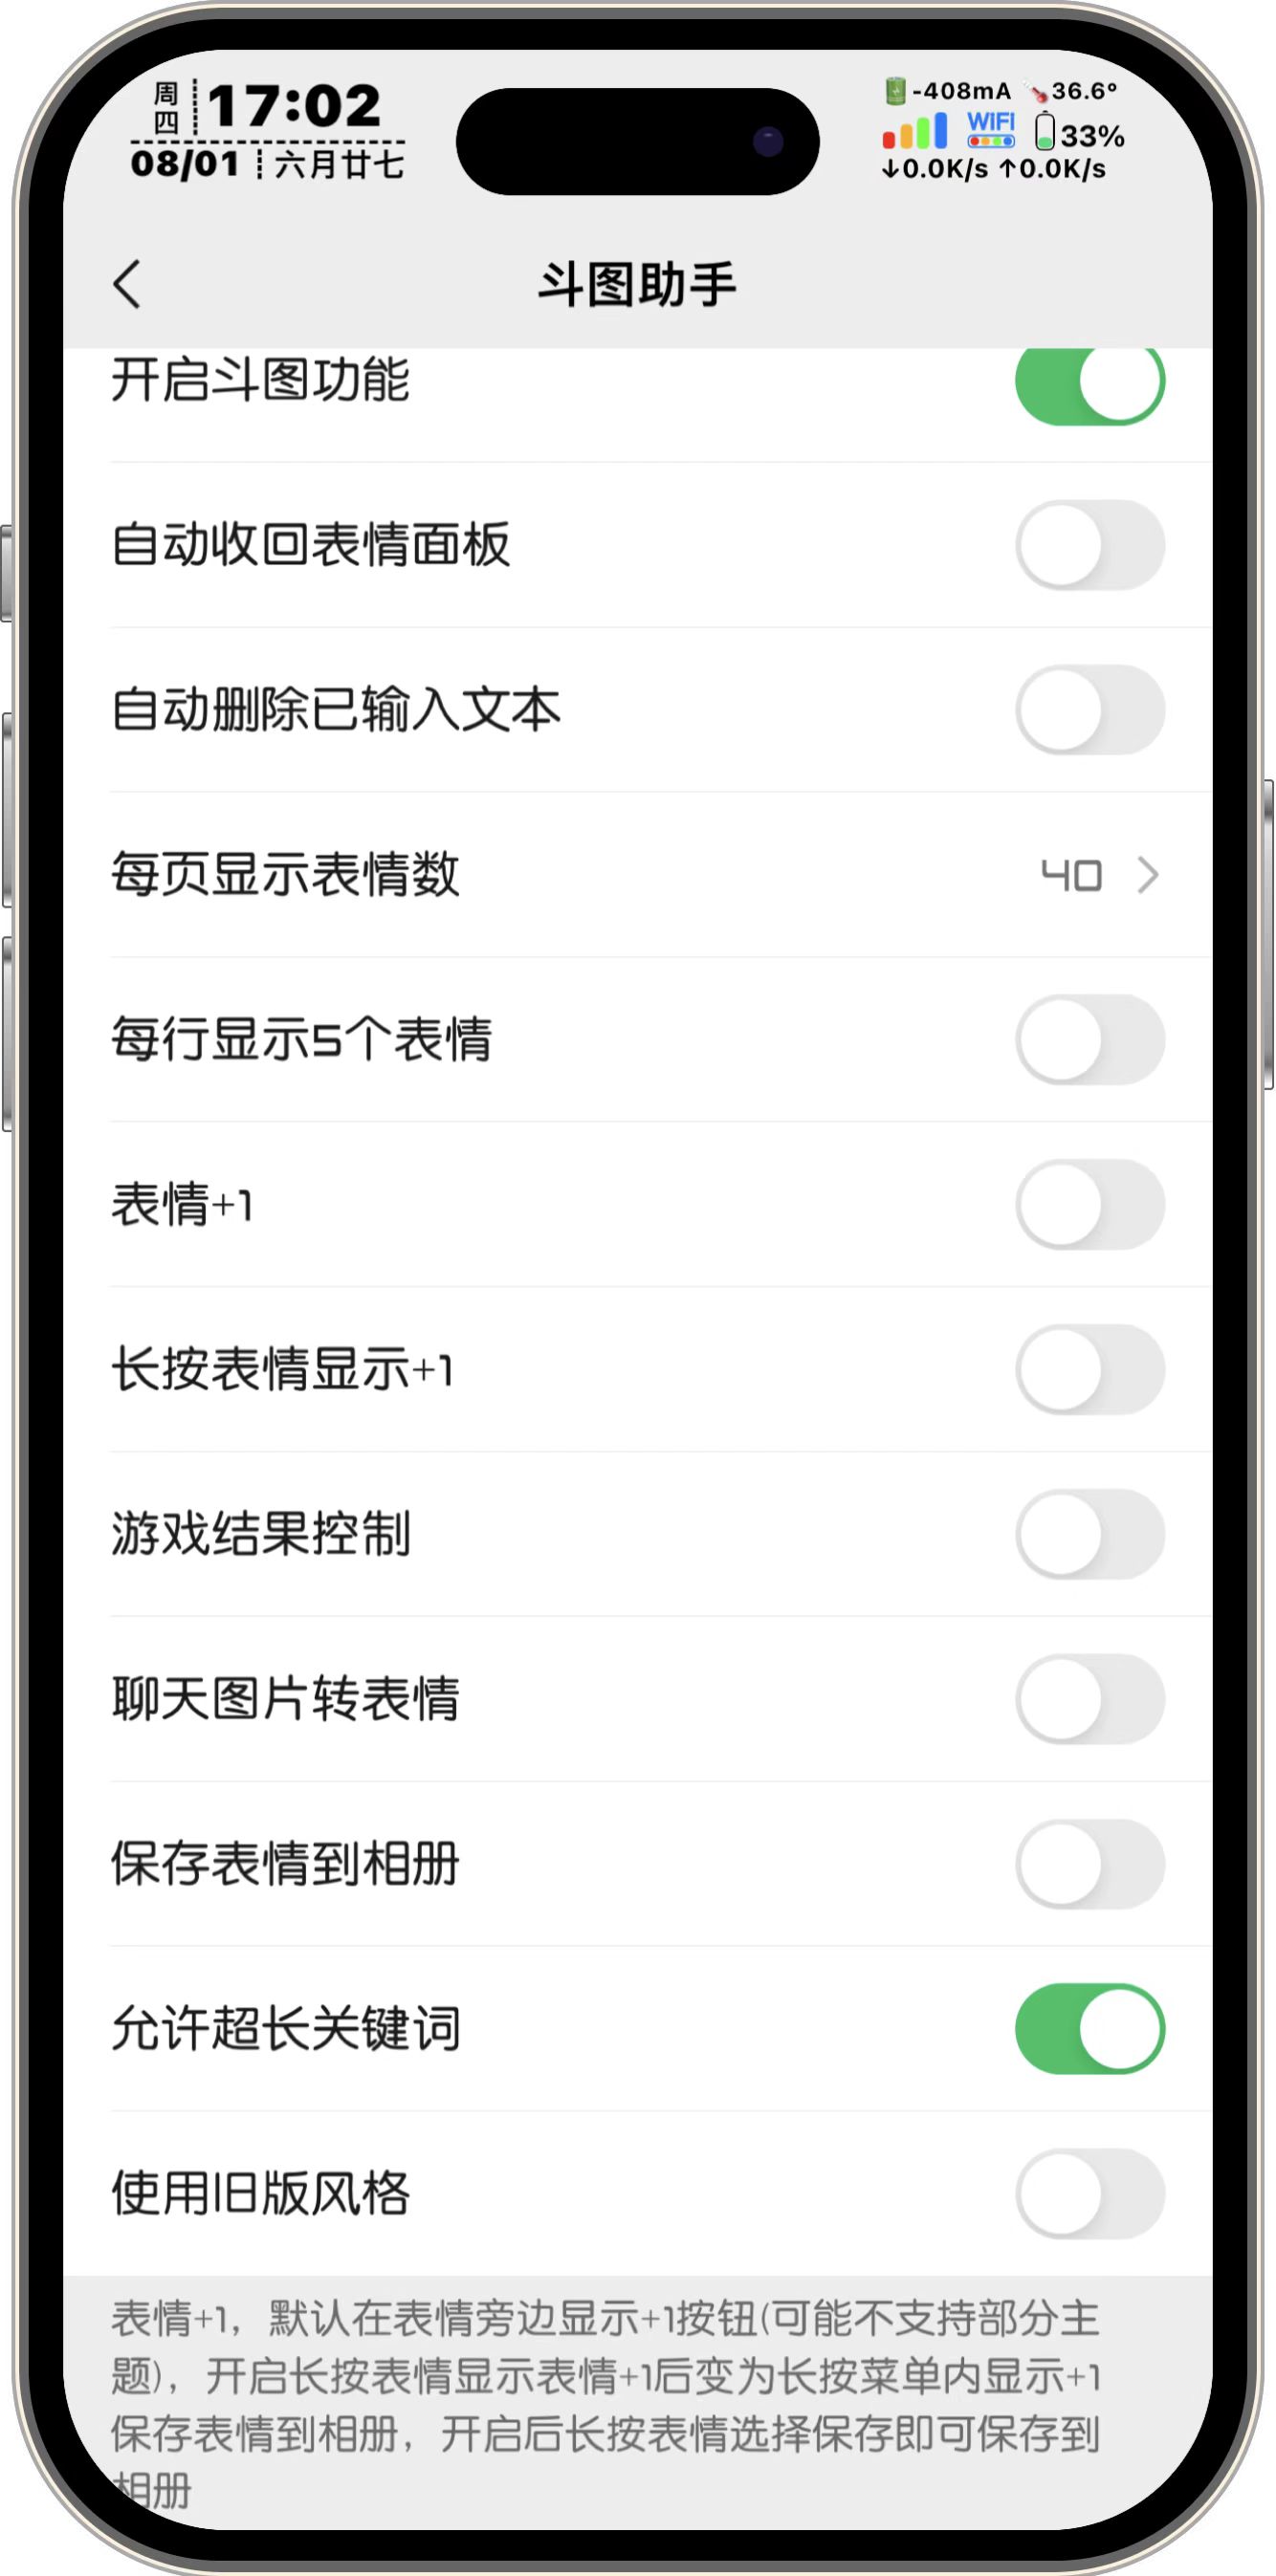 周四 17:02
08/01 六月廿七
-408mA 36.6°
WIFI 33%
↓0.0K/s ↑0.0K/s
斗图助手
开启斗图功能
自动收回表情面板
自动删除已输入文本
每页显示表情数 40
每行显示5个表情
表情+1
长按表情显示+1
游戏结果控制
聊天图片转表情
保存表情到相册
允许超长关键词
使用旧版风格
表情+1，默认在表情旁边显示+1按钮(可能不支持部分主
题)，开启长按表情显示表情+1后变为长按菜单内显示+1
保存表情到相册，开启后长按表情选择保存即可保存到
相册